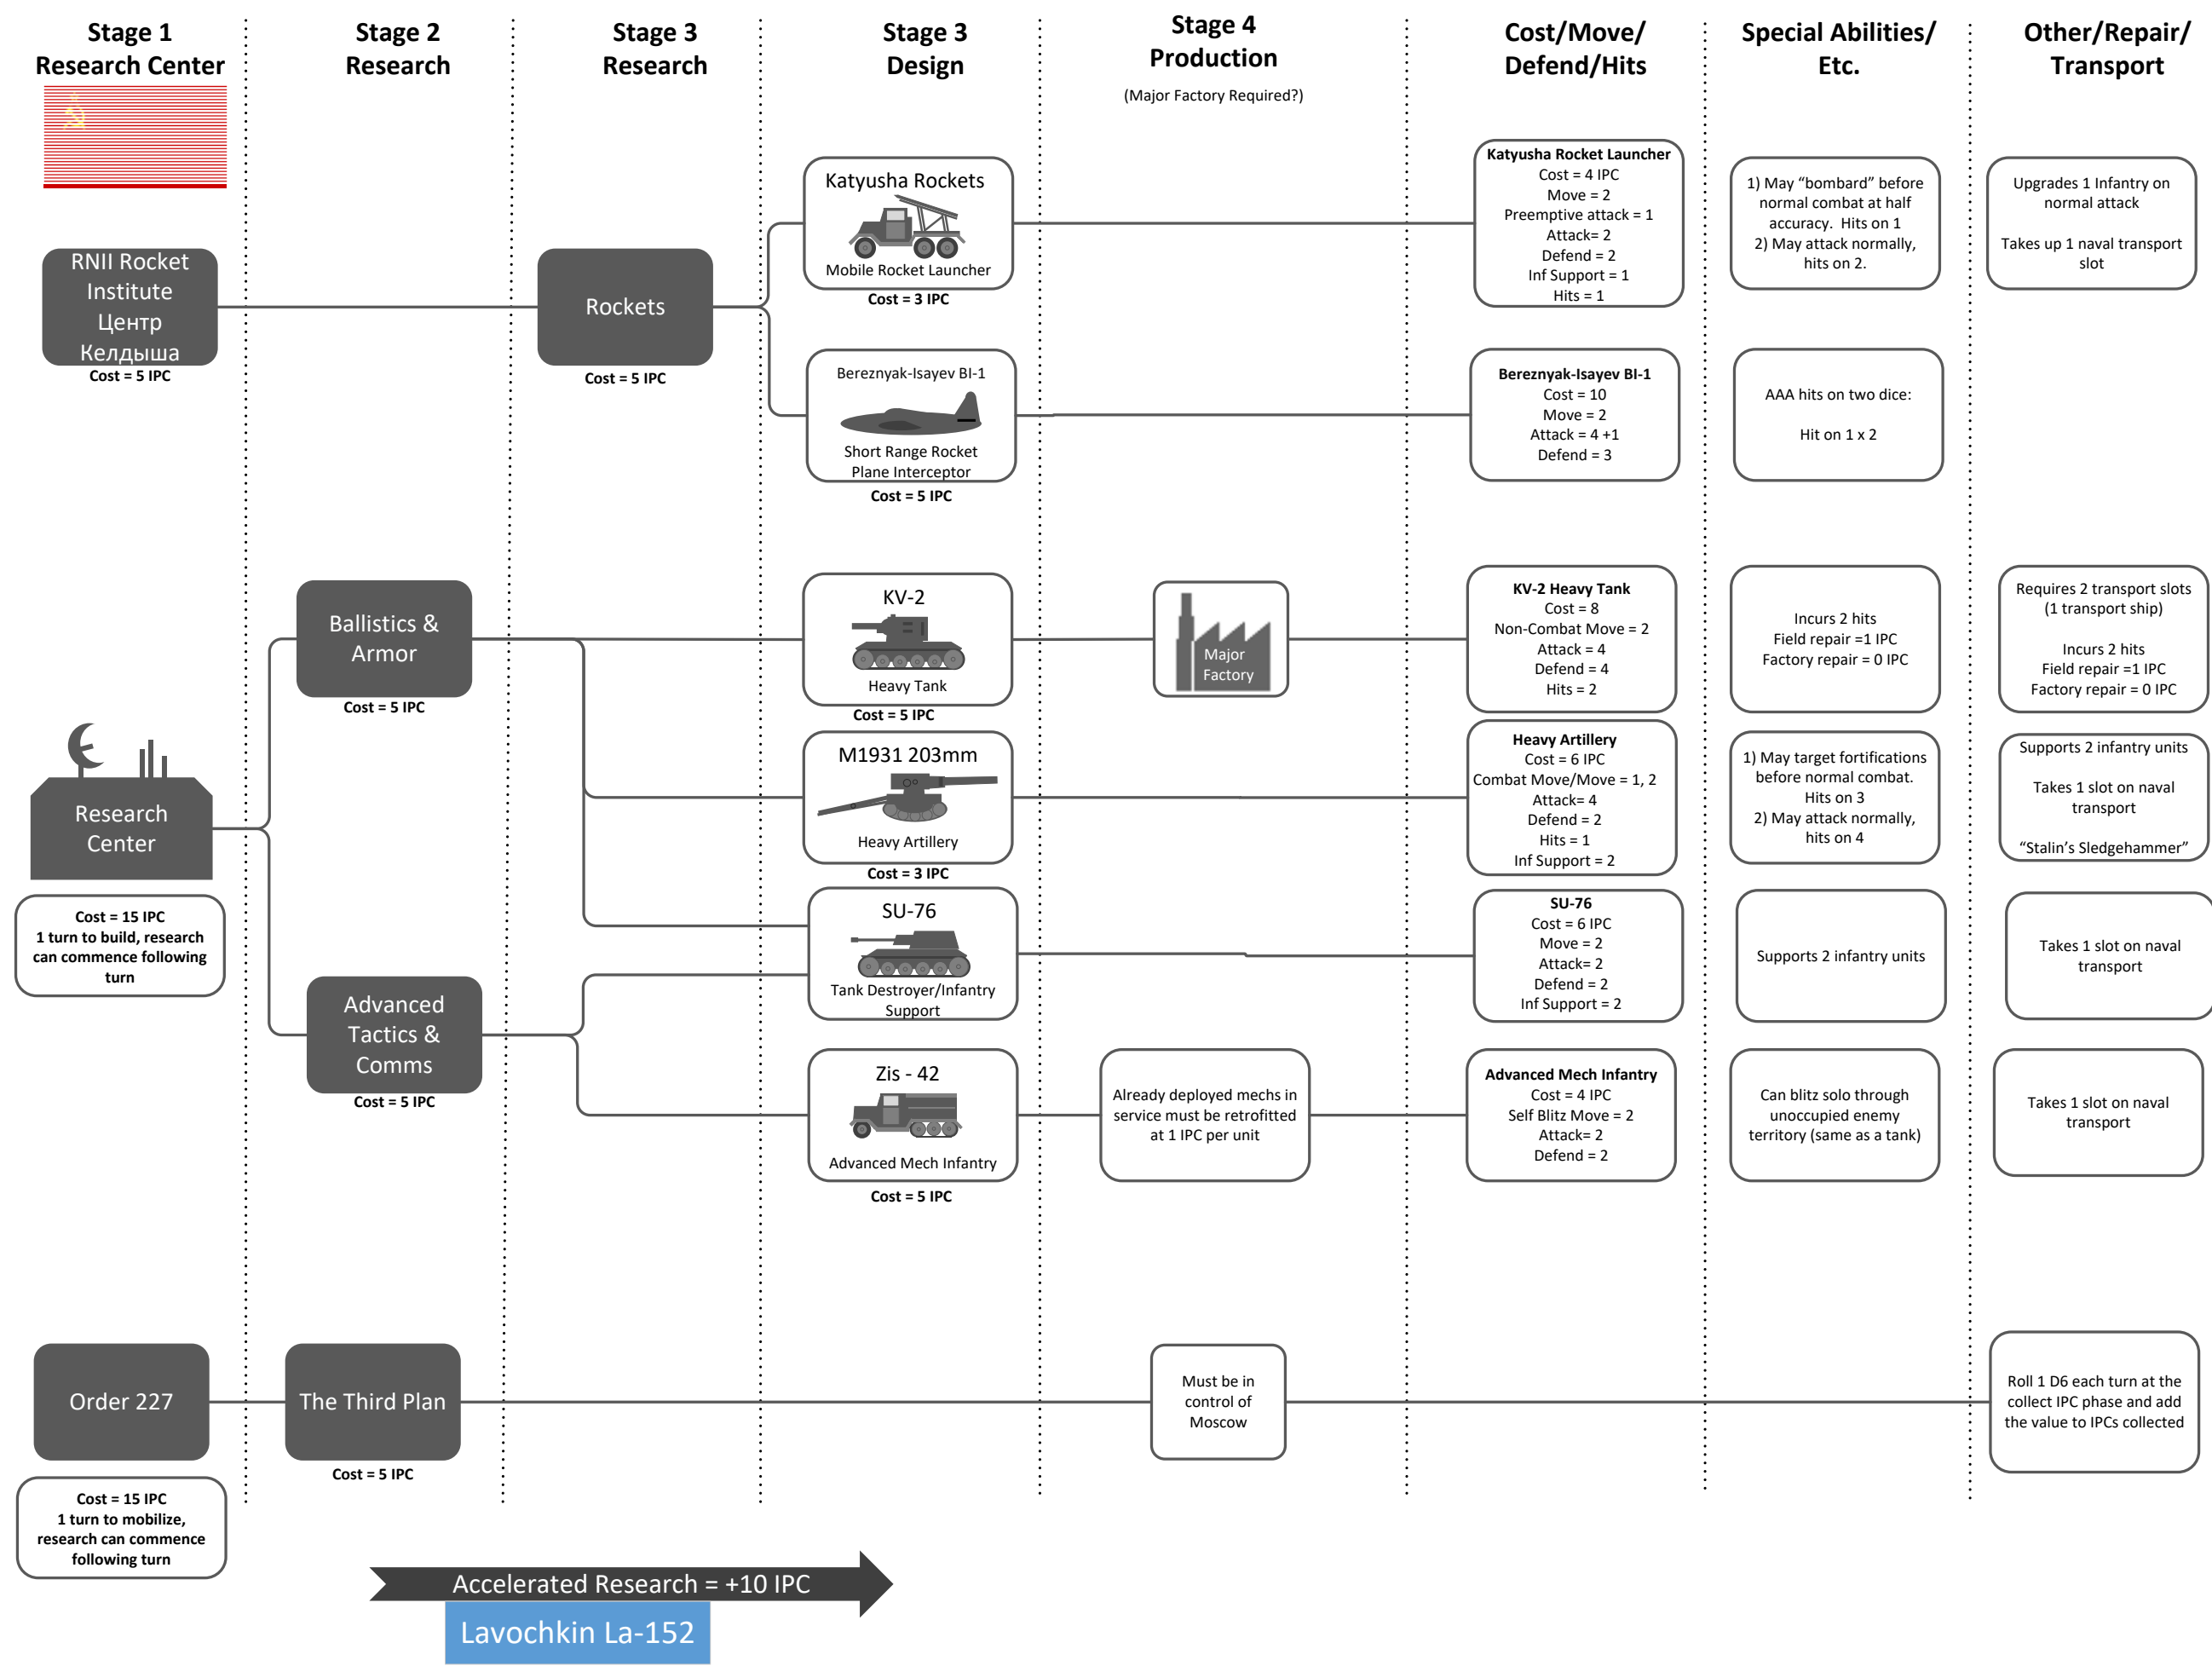 Stage 1
Research Center
Stage 2
Research
Stage 3
Research
Stage 3
Design
Stage 4
Production
(Major Factory Required?)
Cost/Move/
Defend/Hits
Special Abilities/
Etc.
Other/Repair/
Transport
RNII Rocket
Institute
Центр
Келдыша
Cost = 5 IPC
Rockets
Cost = 5 IPC
Katyusha Rockets
Mobile Rocket Launcher
Cost = 3 IPC
Katyusha Rocket Launcher
Cost = 4 IPC
Move = 2
Preemptive attack = 1
Attack= 2
Defend = 2
Inf Support = 1
Hits = 1
1) May “bombard” before
normal combat at half
accuracy.  Hits on 1
2) May attack normally,
hits on 2.
Upgrades 1 Infantry on
normal attack
Takes up 1 naval transport
slot
Bereznyak-Isayev BI-1
Short Range Rocket
Plane Interceptor
Cost = 5 IPC
Bereznyak-Isayev BI-1
Cost = 10
Move = 2
Attack = 4 +1
Defend = 3
AAA hits on two dice:
Hit on 1 x 2
Research
Center
Cost = 15 IPC
1 turn to build, research
can commence following
turn
Ballistics &
Armor
Cost = 5 IPC
KV-2
Heavy Tank
Cost = 5 IPC
Major
Factory
KV-2 Heavy Tank
Cost = 8
Non-Combat Move = 2
Attack = 4
Defend = 4
Hits = 2
Incurs 2 hits
Field repair =1 IPC
Factory repair = 0 IPC
Requires 2 transport slots
(1 transport ship)
Incurs 2 hits
Field repair =1 IPC
Factory repair = 0 IPC
M1931 203mm
Heavy Artillery
Cost = 3 IPC
Heavy Artillery
Cost = 6 IPC
Combat Move/Move = 1, 2
Attack= 4
Defend = 2
Hits = 1
Inf Support = 2
1) May target fortifications
before normal combat.
Hits on 3
2) May attack normally,
hits on 4
Supports 2 infantry units
Takes 1 slot on naval
transport
“Stalin’s Sledgehammer”
SU-76
Tank Destroyer/Infantry
Support
SU-76
Cost = 6 IPC
Move = 2
Attack= 2
Defend = 2
Inf Support = 2
Supports 2 infantry units
Takes 1 slot on naval
transport
Advanced
Tactics &
Comms
Cost = 5 IPC
Zis - 42
Advanced Mech Infantry
Cost = 5 IPC
Already deployed mechs in
service must be retrofitted
at 1 IPC per unit
Advanced Mech Infantry
Cost = 4 IPC
Self Blitz Move = 2
Attack= 2
Defend = 2
Can blitz solo through
unoccupied enemy
territory (same as a tank)
Takes 1 slot on naval
transport
Order 227
Cost = 15 IPC
1 turn to mobilize,
research can commence
following turn
The Third Plan
Cost = 5 IPC
Must be in
control of
Moscow
Roll 1 D6 each turn at the
collect IPC phase and add
the value to IPCs collected
Accelerated Research = +10 IPC
Lavochkin La-152